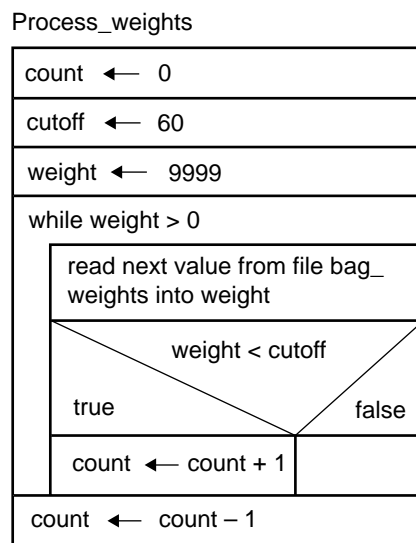 Process_weights
count ← 0
cutoff ← 60
weight ← 9999
while weight > 0
read next value from file bag_
weights into weight
weight < cutoff
true
false
count ← count + 1
count ← count – 1